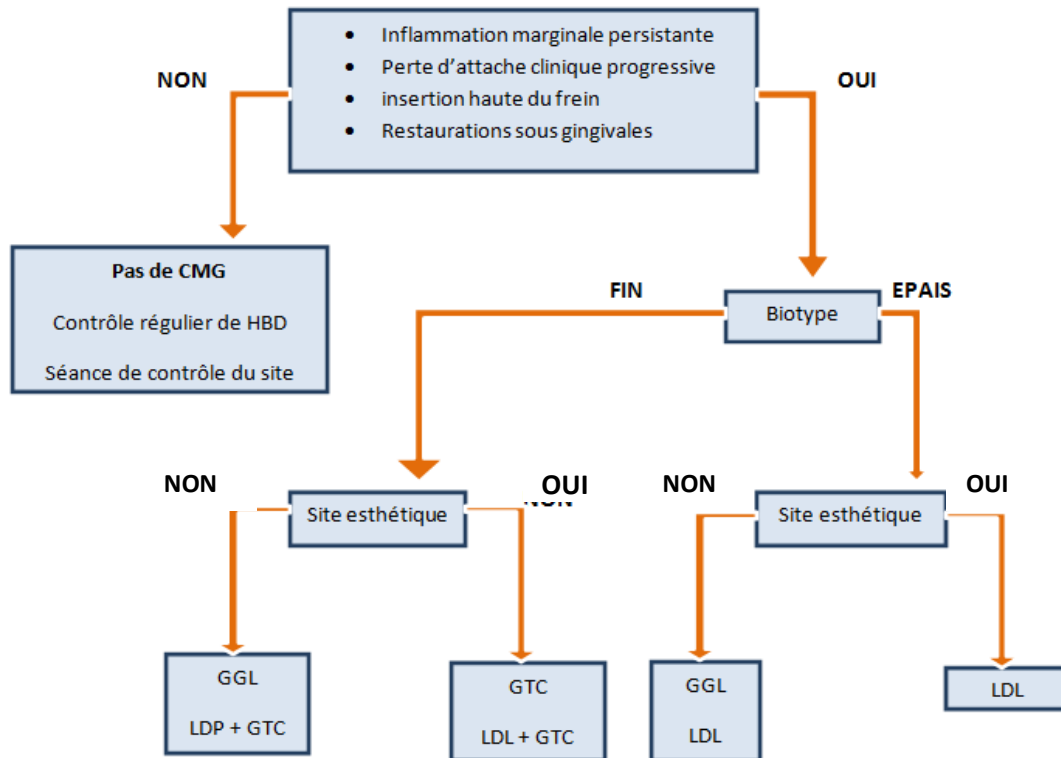 • Inflammation marginale persistante
• Perte d'attache clinique progressive
• insertion haute du frein
• Restaurations sous gingivales
NON
OUI
Pas de CMG
Contrôle régulier de HBD
Séance de contrôle du site
FIN
EPAIS
Biotype
NON
OUI
NON
OUI
Site esthétique
Site esthétique
GGL
LDP + GTC
GTC
LDL + GTC
GGL
LDL
LDL